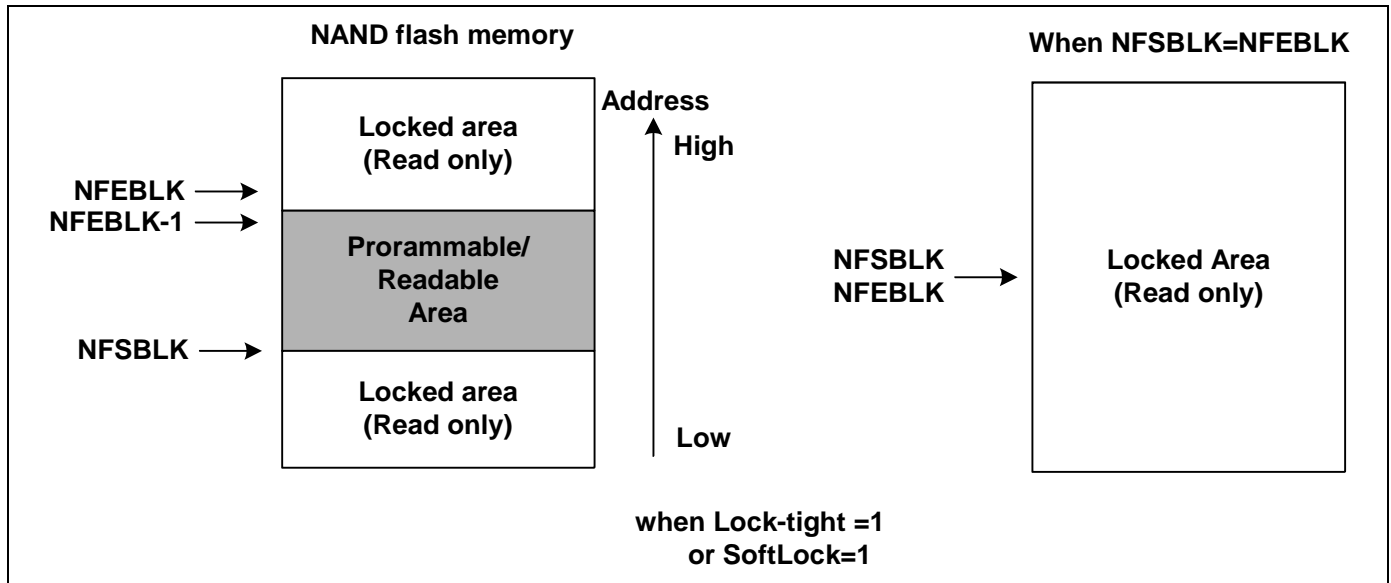 NAND flash memory
Locked area
(Read only)
NFEBLK
NFEBLK-1
Prorammable/
Readable
Area
NFSBLK
Locked area
(Read only)
Address
High
Low
when Lock-tight =1
or SoftLock=1
When NFSBLK=NFEBLK
NFSBLK
NFEBLK
Locked Area
(Read only)